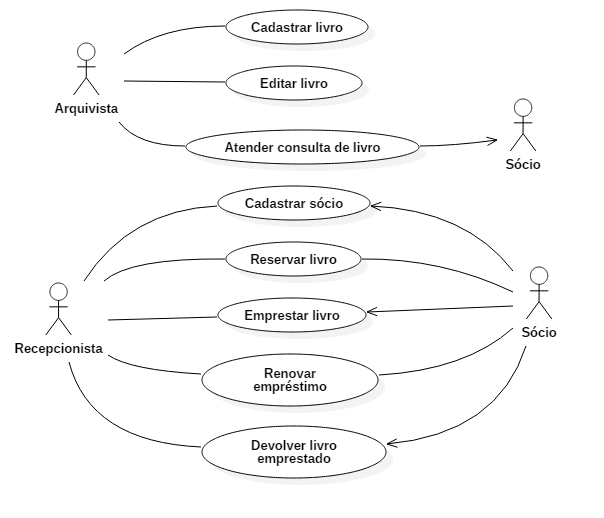 Cadastrar livro
Editar livro
Arquivista
Atender consulta de livro
Sócio
Cadastrar sócio
Reservar livro
Emprestar livro
Sócio
Recepcionista
Renovar
empréstimo
Devolver livro
emprestado